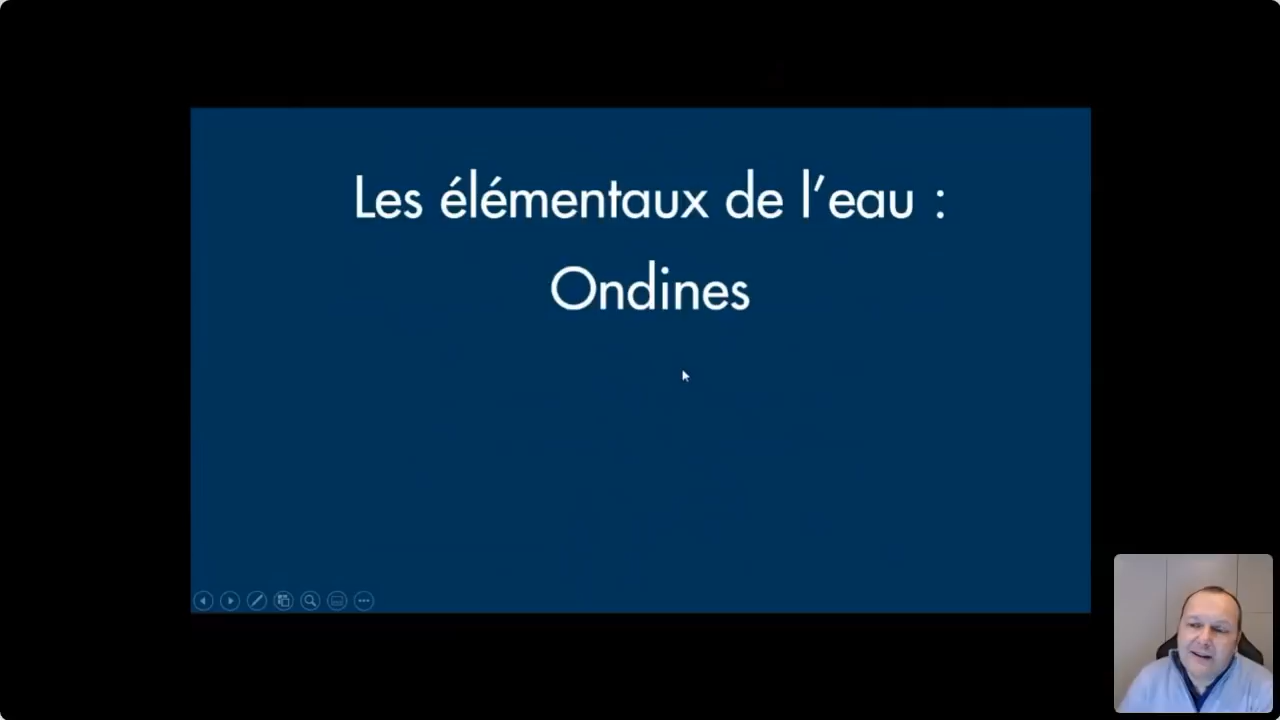 Les élémentaux de l’eau :
Ondines